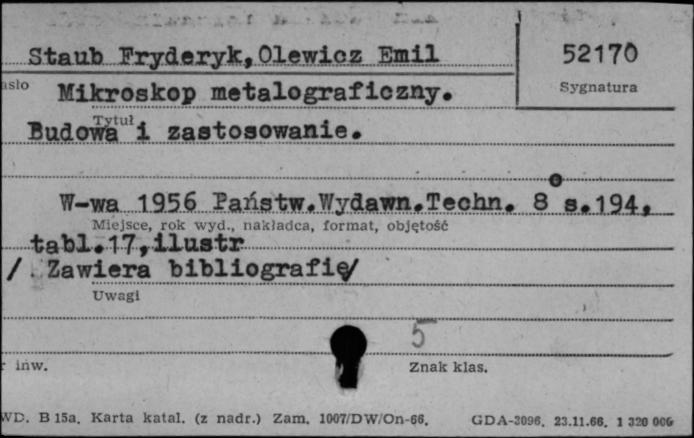 Staub Fryderyk,Olewicz Emil
52170
Sygnatura
asło
Mikroskop metalograficzny.
Tytuł
Budowa i zastosowanie.
W-wa 1956 Państw.Wydawn.Techn. 8° s.194,
Miejsce, rok wyd., nakładca, format, objętość
tabl.17,ilustr
/ Zawiera bibliografię/
Uwagi
5
r inw.
Znak klas.
WD. B 15a. Karta katal. (z nadr.) Zam. 1007/DW/On-66. GDA-3096. 23.11.66. 1 320 000